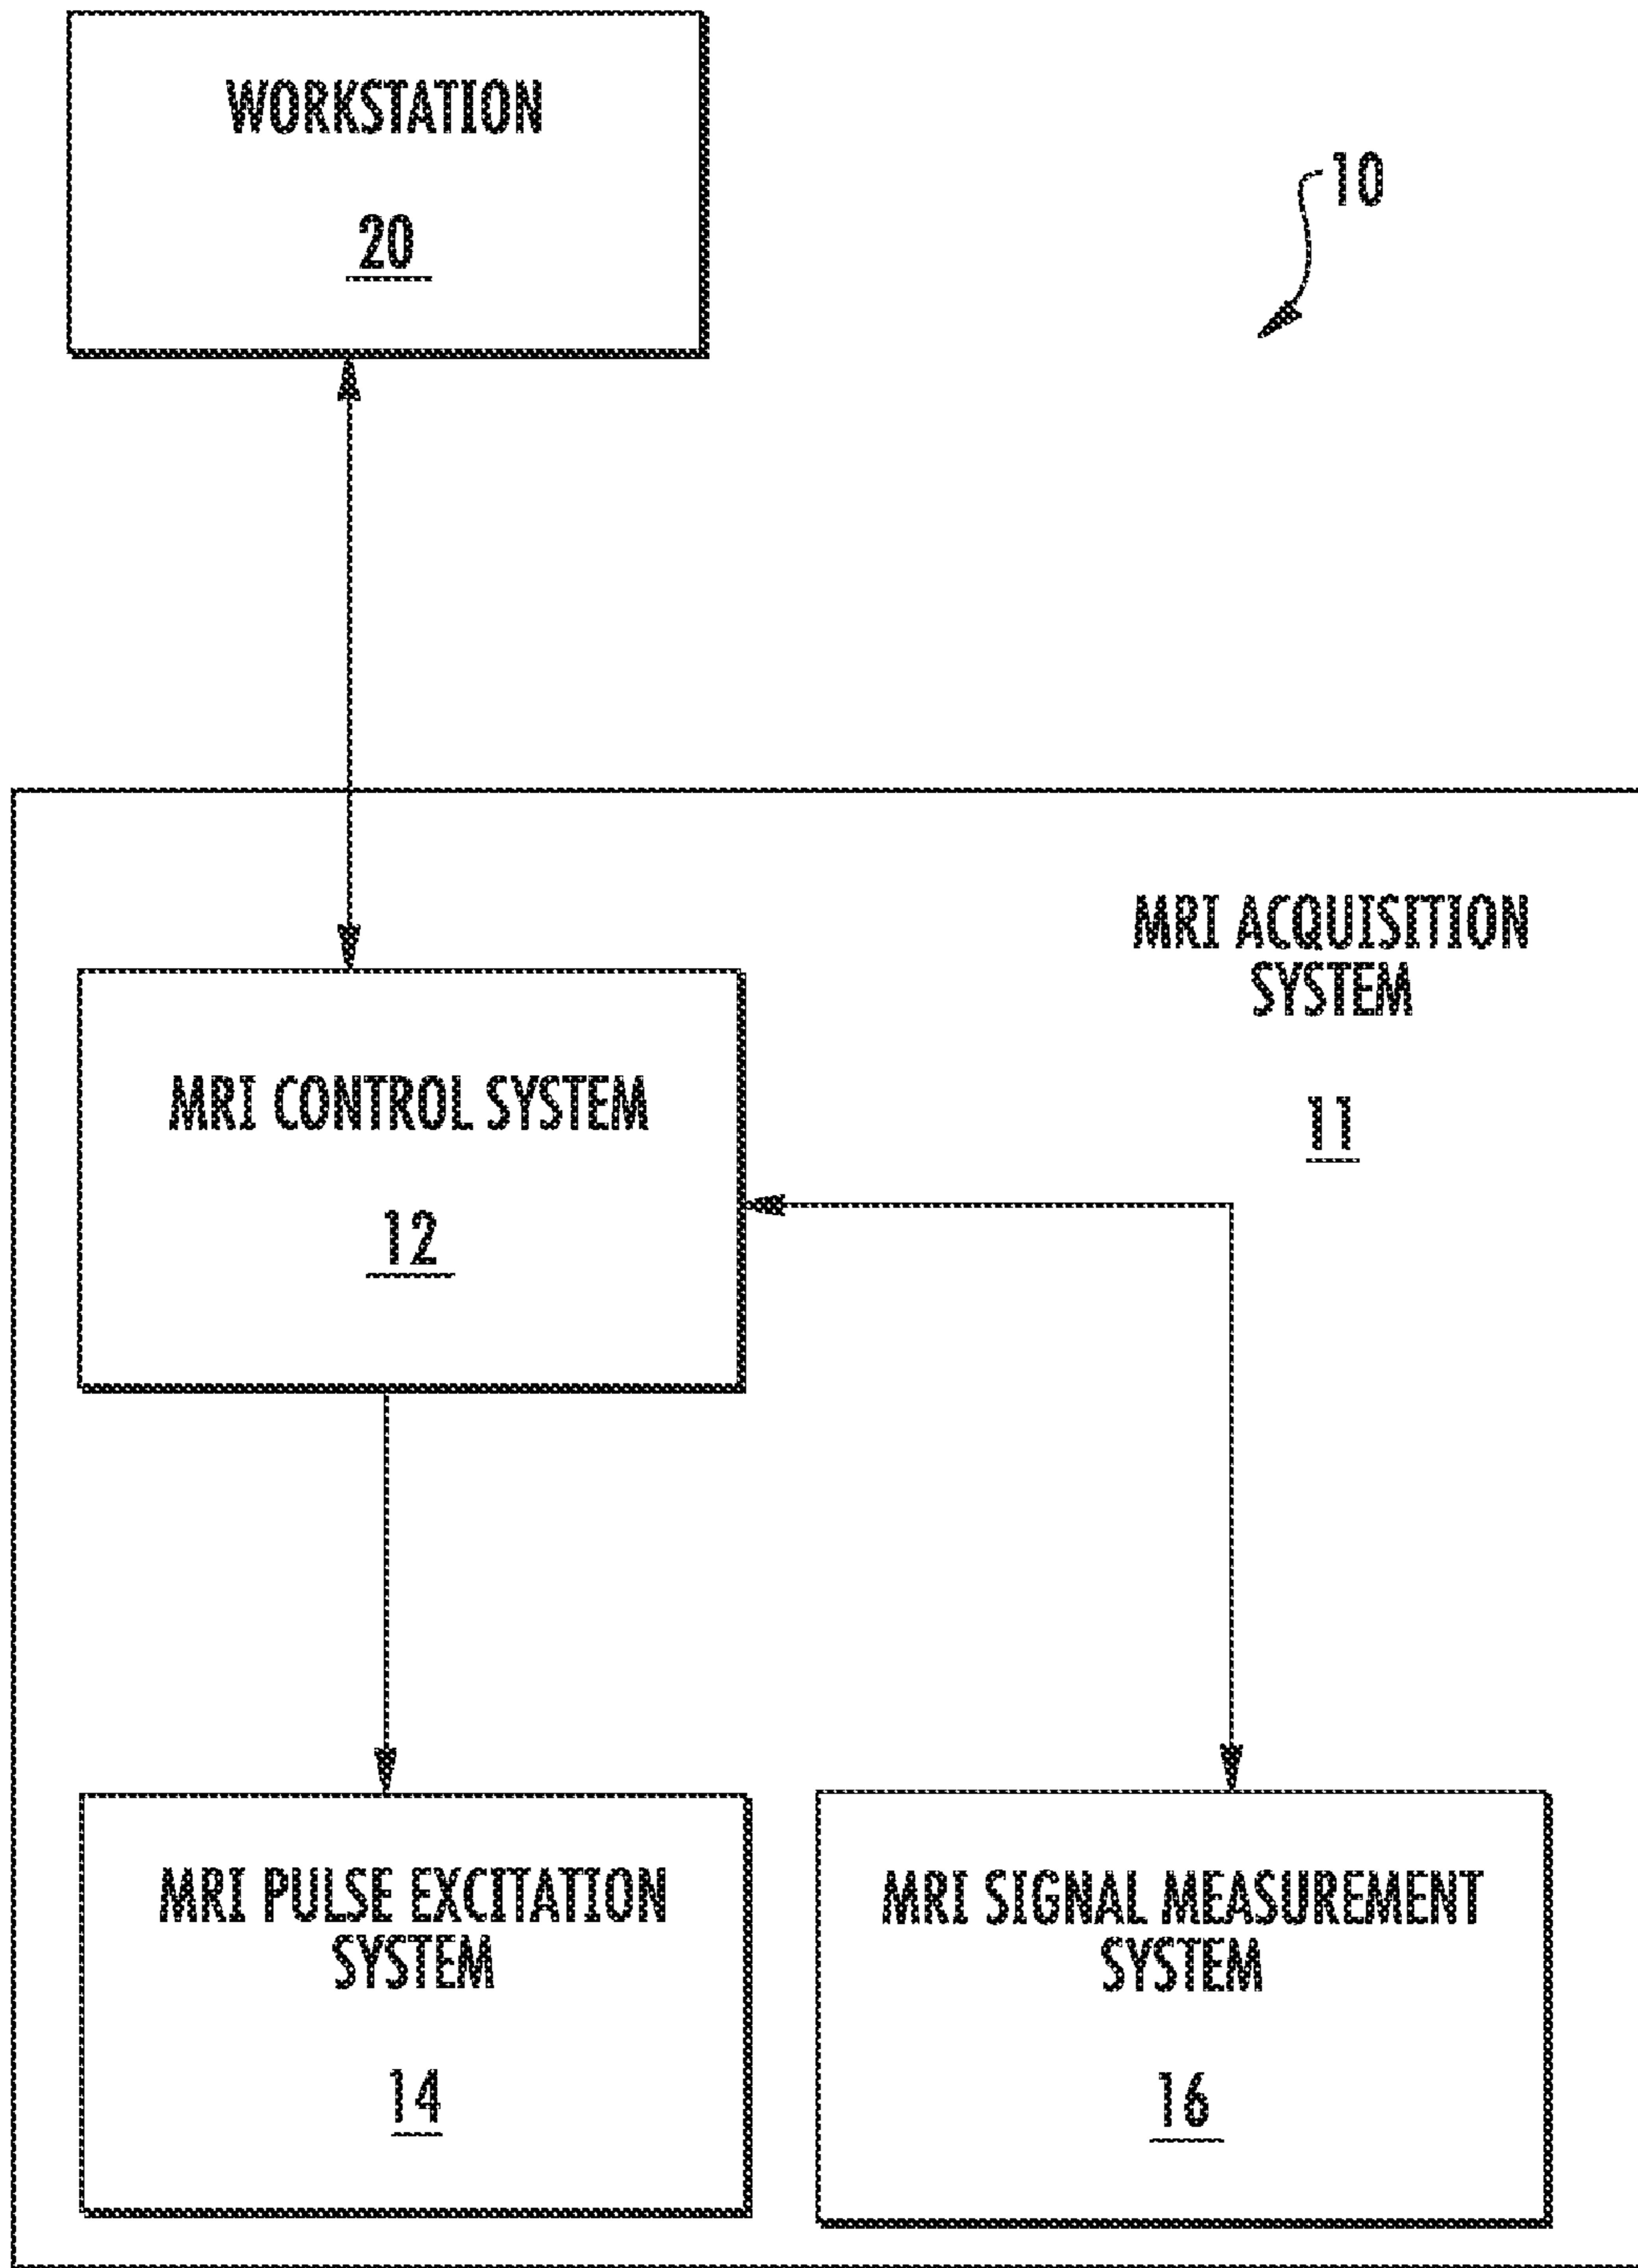 WORKSTATION
20
10
MRI ACQUISITION
SYSTEM
11
MRI CONTROL SYSTEM
12
MRI PULSE EXCITATION
SYSTEM
14
MRI SIGNAL MEASUREMENT
SYSTEM
16